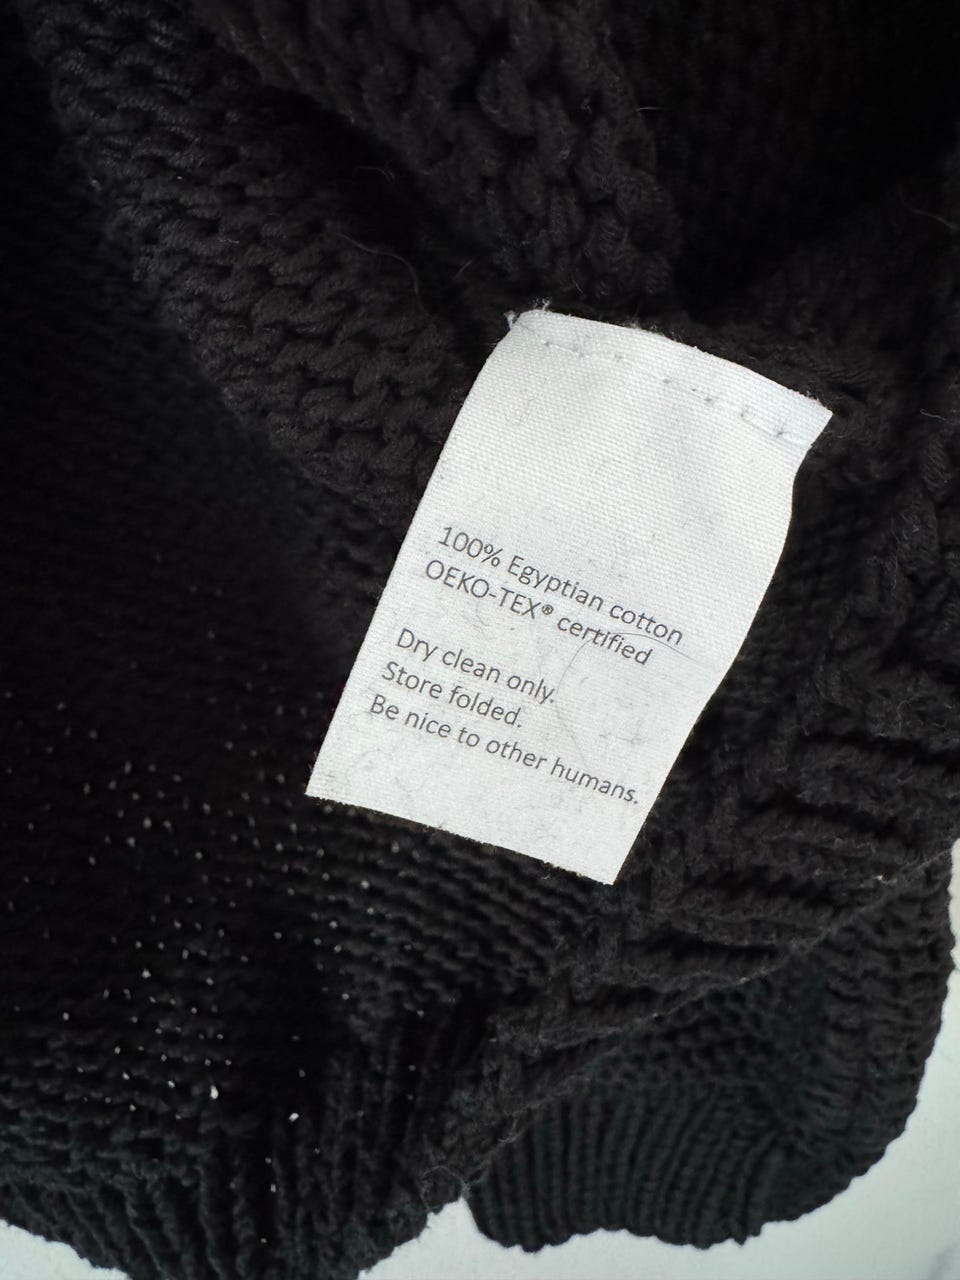 100% Egyptian cotton
OEKO-TEX® certified
Dry clean only.
Store folded.
Be nice to other humans.